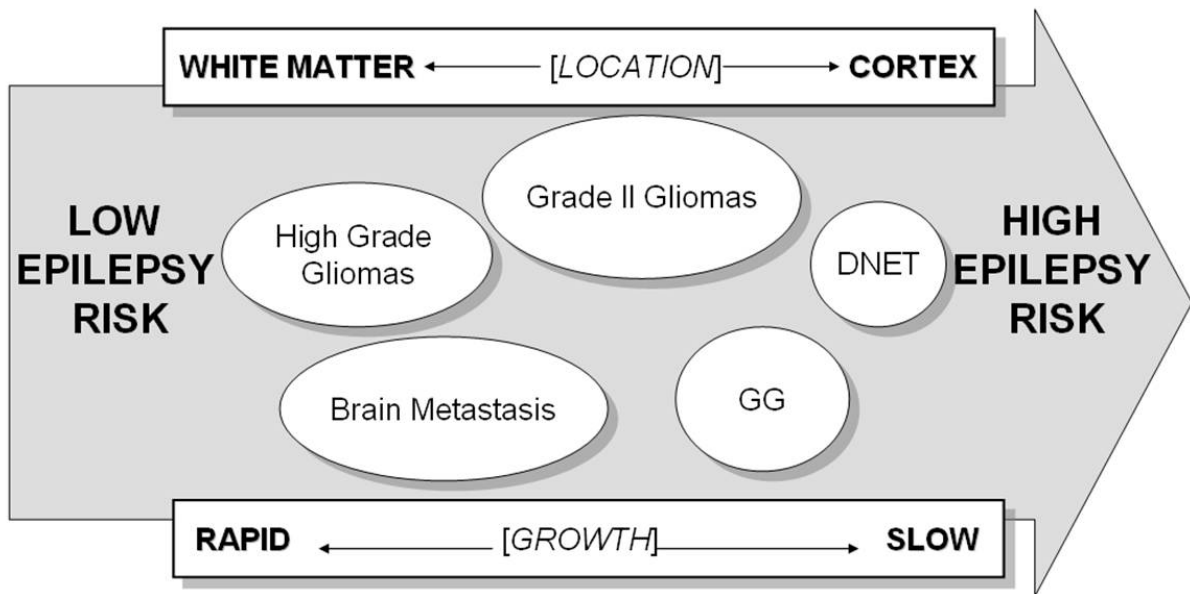 WHITE MATTER [LOCATION] CORTEX
LOW
EPILEPSY
RISK
High Grade
Gliomas
Grade II Gliomas
DNET
HIGH
EPILEPSY
RISK
Brain Metastasis
GG
RAPID [GROWTH] SLOW